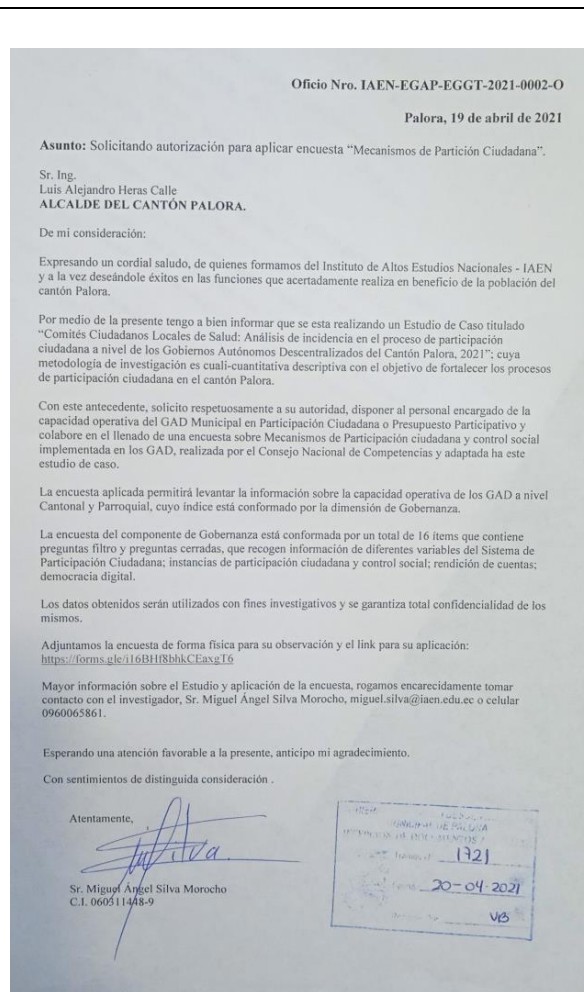 Oficio Nro. IAEN-EGAP-EGGT-2021-0002-O
Palora, 19 de abril de 2021
Asunto: Solicitando autorización para aplicar encuesta “Mecanismos de Partición Ciudadana”.
Sr. Ing.
Luis Alejandro Heras Calle
ALCALDE DEL CANTÓN PALORA.
De mi consideración:
Expresando un cordial saludo, de quienes formamos del Instituto de Altos Estudios Nacionales - IAEN
y a la vez deseándole éxitos en las funciones que acertadamente realiza en beneficio de la población del
cantón Palora.
Por medio de la presente tengo a bien informar que se esta realizando un Estudio de Caso titulado
“Comités Ciudadanos Locales de Salud: Análisis de incidencia en el proceso de participación
ciudadana a nivel de los Gobiernos Autónomos Descentralizados del Cantón Palora, 2021”; cuya
metodología de investigación es cuali-cuantitativa descriptiva con el objetivo de fortalecer los procesos
de participación ciudadana en el cantón Palora.
Con este antecedente, solicito respetuosamente a su autoridad, disponer al personal encargado de la
capacidad operativa del GAD Municipal en Participación Ciudadana o Presupuesto Participativo y
colabore en el llenado de una encuesta sobre Mecanismos de Participación ciudadana y control social
implementada en los GAD, realizada por el Consejo Nacional de Competencias y adaptada ha este
estudio de caso.
La encuesta aplicada permitirá levantar la información sobre la capacidad operativa de los GAD a nivel
Cantonal y Parroquial, cuyo índice está conformado por la dimensión de Gobernanza.
La encuesta del componente de Gobernanza está conformada por un total de 16 ítems que contiene
preguntas filtro y preguntas cerradas, que recogen información de diferentes variables del Sistema de
Participación Ciudadana; instancias de participación ciudadana y control social; rendición de cuentas;
democracia digital.
Los datos obtenidos serán utilizados con fines investigativos y se garantiza total confidencialidad de los
mismos.
Adjuntamos la encuesta de forma física para su observación y el link para su aplicación:
https://forms.gle/i16BHf8bhkCEaxgT6
Mayor información sobre el Estudio y aplicación de la encuesta, rogamos encarecidamente tomar
contacto con el investigador, Sr. Miguel Ángel Silva Morocho, miguel.silva@iaen.edu.ec o celular
0960065861.
Esperando una atención favorable a la presente, anticipo mi agradecimiento.
Con sentimientos de distinguida consideración .
Atentamente,
Silva
Sr. Miguel Ángel Silva Morocho
C.I. 060311448-9
MUNICIPAL DE PALORA
1721
20-04-2021
VB